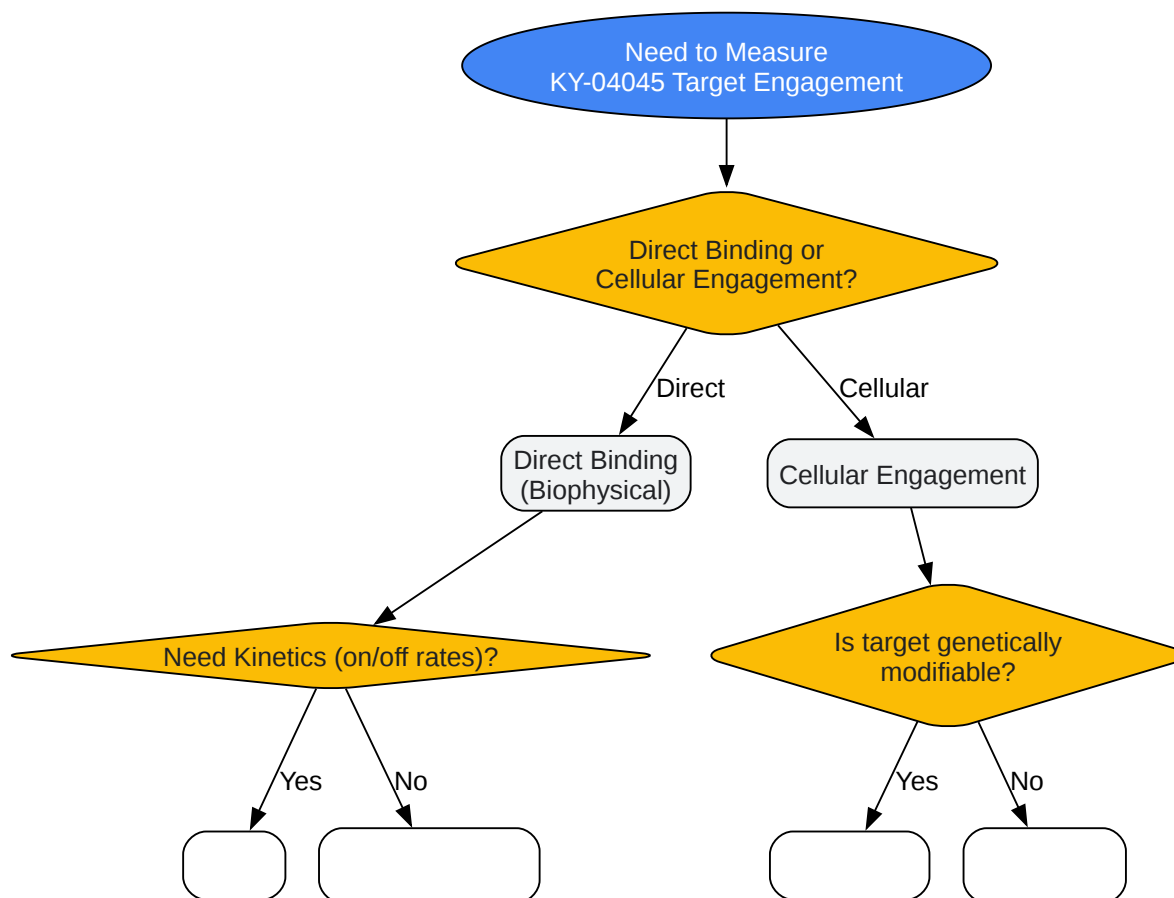 Need to Measure
KY-04045 Target Engagement
Direct Binding or
Cellular Engagement?
Direct
Cellular
Direct Binding
(Biophysical)
Cellular Engagement
Need Kinetics (on/off rates)?
Is target genetically
modifiable?
Yes
No
Yes
No